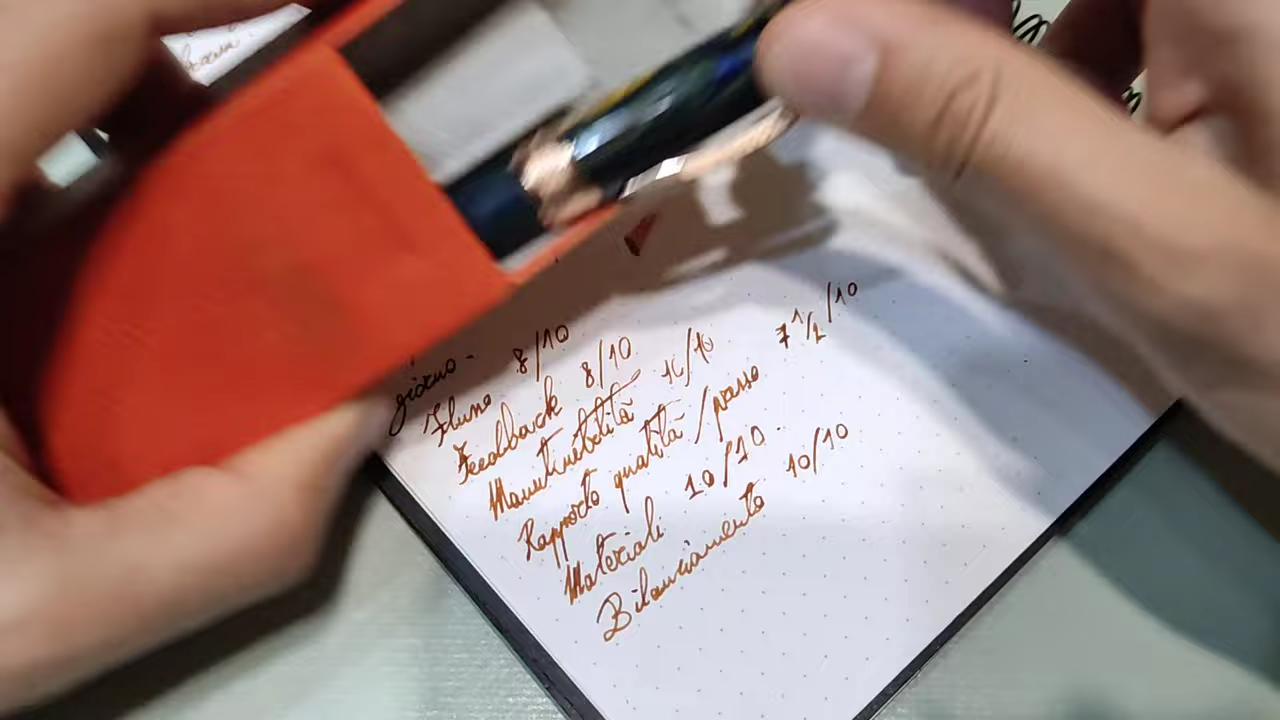 giorno.
Flusso 8/10
Feedback 8/10
Manutenibilità 10/10
Rapporto qualità/prezzo 7 1/2/10
Materiali 10/10.
Bilanciamento 10/10